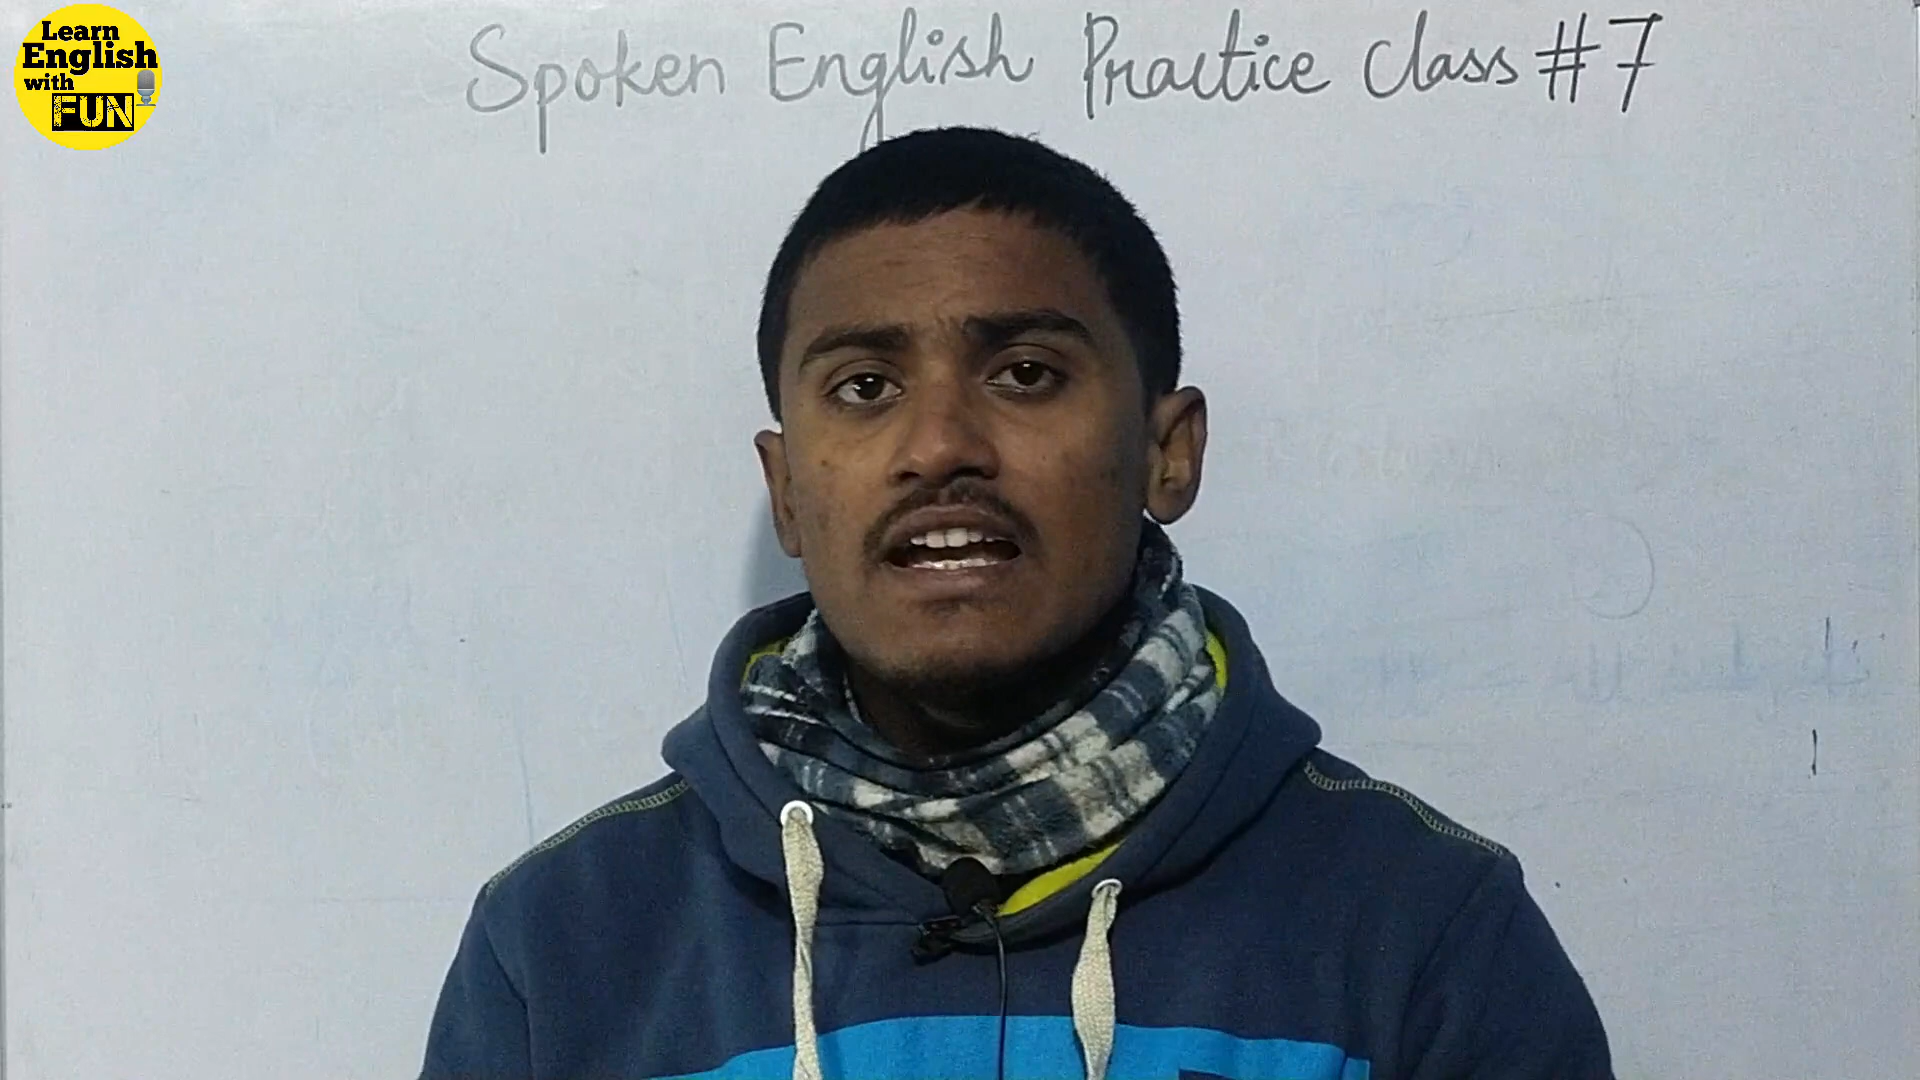 Learn
English
with
FUN
Spoken English Practice Class #7